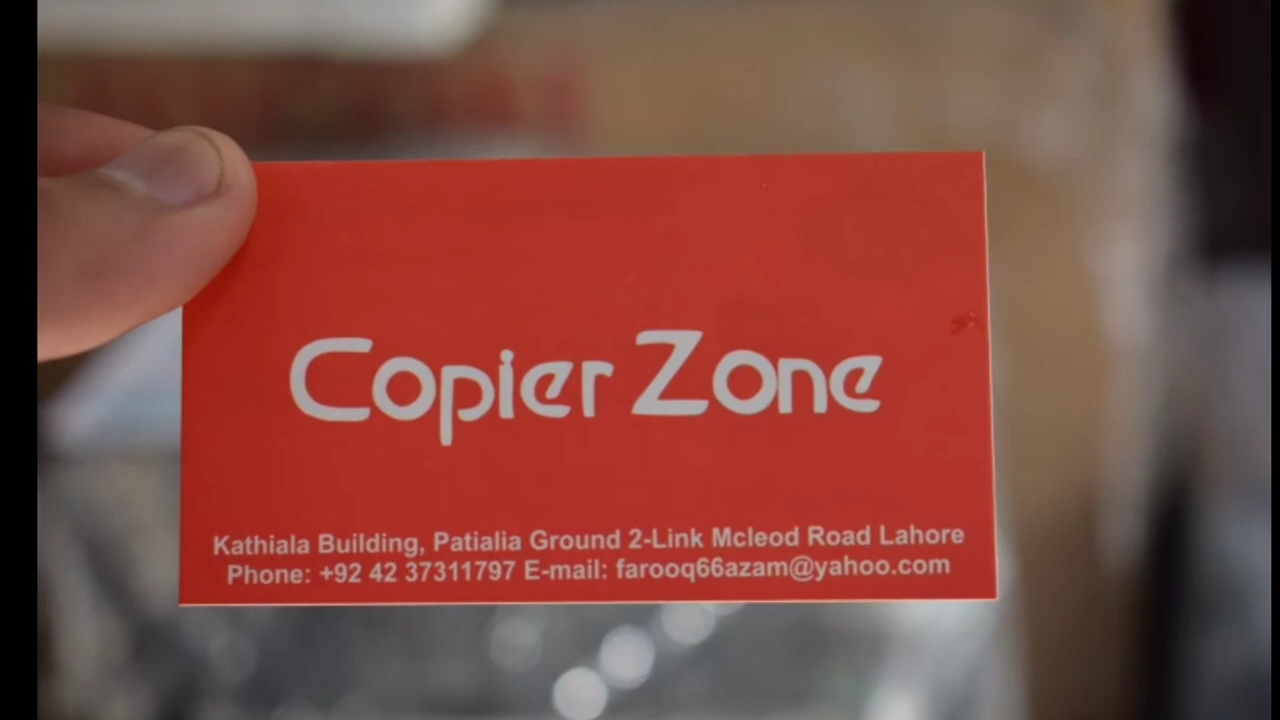 Copier Zone
Kathiala Building, Patialia Ground 2-Link Mcleod Road Lahore
Phone: +92 42 37311797 E-mail: farooq66azam@yahoo.com